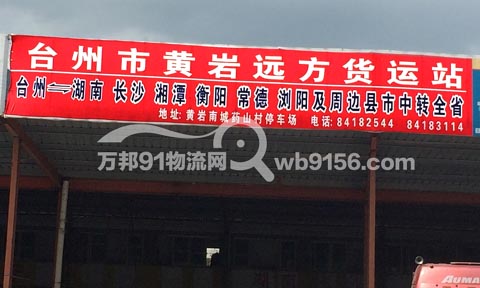 台州市黄岩远方货运站
台州⇌湖南 长沙 湘潭 衡阳 常德 浏阳及周边县市中转全省
地址: 黄岩南城药山村停车场 电话: 84182544 84183114
万邦91物流网 wb9156.com
AUMA